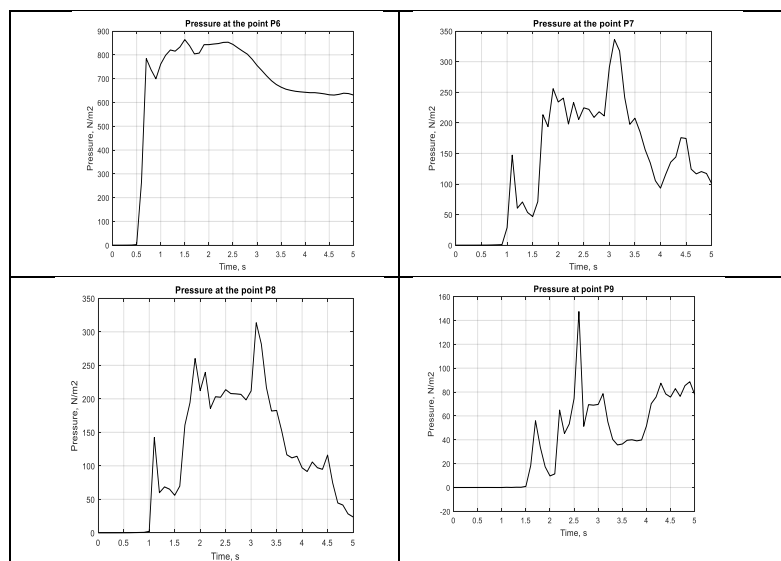 Pressure at the point P6
900
800
700
600
500
400
300
200
100
0
Pressure, N/m2
0 0.5 1 1.5 2 2.5 3 3.5 4 4.5 5
Time, s
Pressure at the point P7
350
300
250
200
150
100
50
0
Pressure, N/m2
0 0.5 1 1.5 2 2.5 3 3.5 4 4.5 5
Time, s
Pressure at the point P8
350
300
250
200
150
100
50
0
Pressure, N/m2
0 0.5 1 1.5 2 2.5 3 3.5 4 4.5 5
Time, s
Pressure at point P9
160
140
120
100
80
60
40
20
0
-20
Pressure, N/m2
0 0.5 1 1.5 2 2.5 3 3.5 4 4.5 5
Time, s